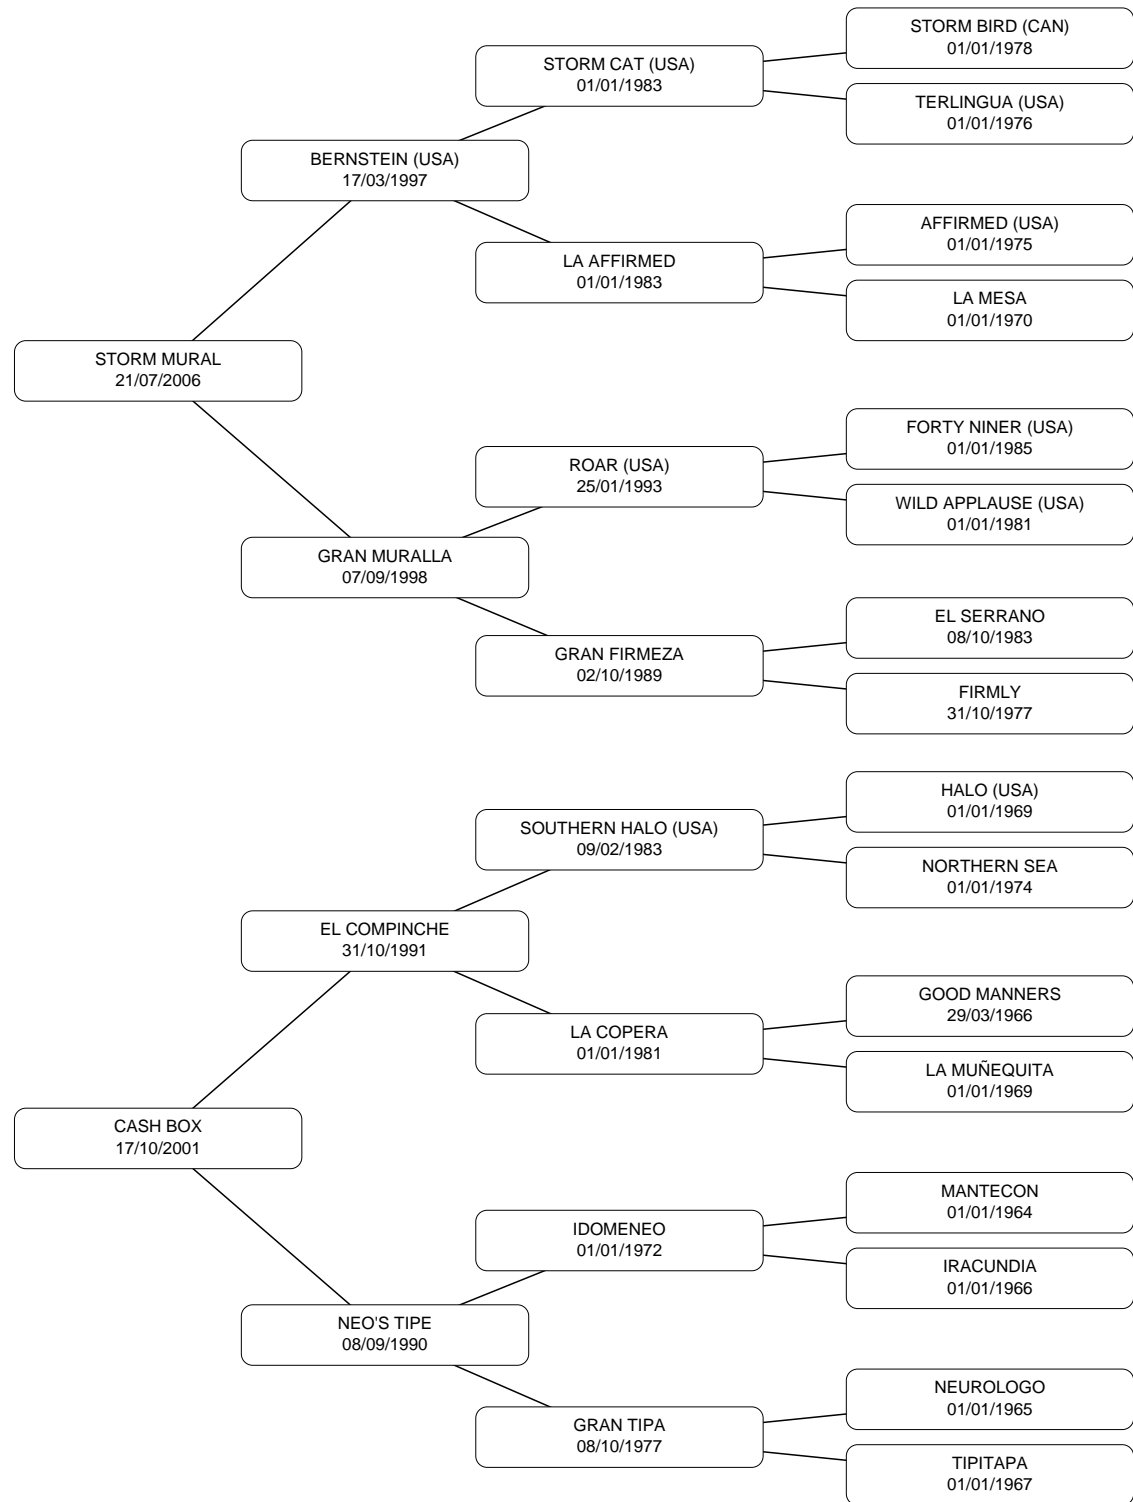 STORM BIRD (CAN)
01/01/1978
STORM CAT (USA)
01/01/1983
TERLINGUA (USA)
01/01/1976
BERNSTEIN (USA)
17/03/1997
AFFIRMED (USA)
01/01/1975
LA AFFIRMED
01/01/1983
LA MESA
01/01/1970
STORM MURAL
21/07/2006
FORTY NINER (USA)
01/01/1985
ROAR (USA)
25/01/1993
WILD APPLAUSE (USA)
01/01/1981
GRAN MURALLA
07/09/1998
EL SERRANO
08/10/1983
GRAN FIRMEZA
02/10/1989
FIRMLY
31/10/1977
HALO (USA)
01/01/1969
SOUTHERN HALO (USA)
09/02/1983
NORTHERN SEA
01/01/1974
EL COMPINCHE
31/10/1991
GOOD MANNERS
29/03/1966
LA COPERA
01/01/1981
LA MUÑEQUITA
01/01/1969
CASH BOX
17/10/2001
MANTECON
01/01/1964
IDOMENEO
01/01/1972
IRACUNDIA
01/01/1966
NEO'S TIPE
08/09/1990
NEUROLOGO
01/01/1965
GRAN TIPA
08/10/1977
TIPITAPA
01/01/1967